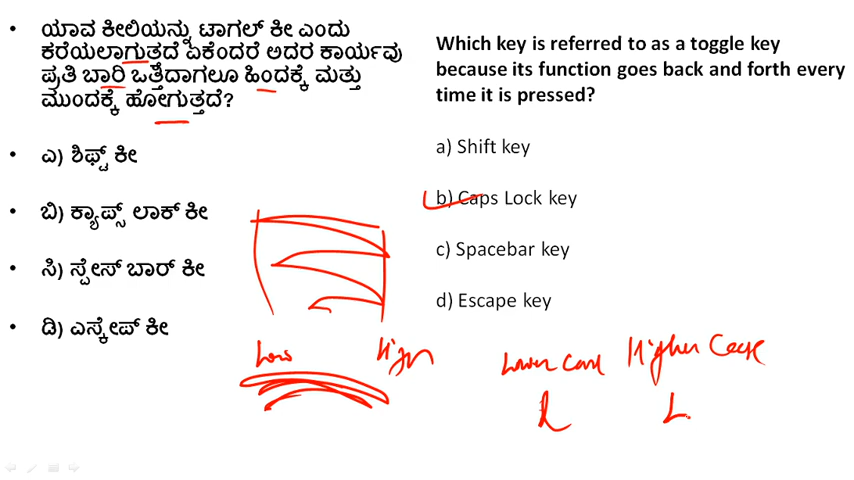 • ಯಾವ ಕೀಲಿಯನ್ನು ಟಾಗಲ್ ಕೀ ಎಂದು
ಕರೆಯಲಾಗುತ್ತದೆ ಏಕೆಂದರೆ ಅದರ ಕಾರ್ಯವು
ಪ್ರತಿ ಬಾರಿ ಒತ್ತಿದಾಗಲೂ ಹಿಂದಕ್ಕೆ ಮತ್ತು
ಮುಂದಕ್ಕೆ ಹೋಗುತ್ತದೆ?
• ಎ) ಶಿಫ್ಟ್ ಕೀ
• ಬಿ) ಕ್ಯಾಪ್ಸ್ ಲಾಕ್ ಕೀ
• ಸಿ) ಸ್ಪೇಸ್ ಬಾರ್ ಕೀ
• ಡಿ) ಎಸ್ಕೇಪ್ ಕೀ
Which key is referred to as a toggle key
because its function goes back and forth every
time it is pressed?
a) Shift key
b) Caps Lock key
c) Spacebar key
d) Escape key
Low High
Lower Case Higher Case
L